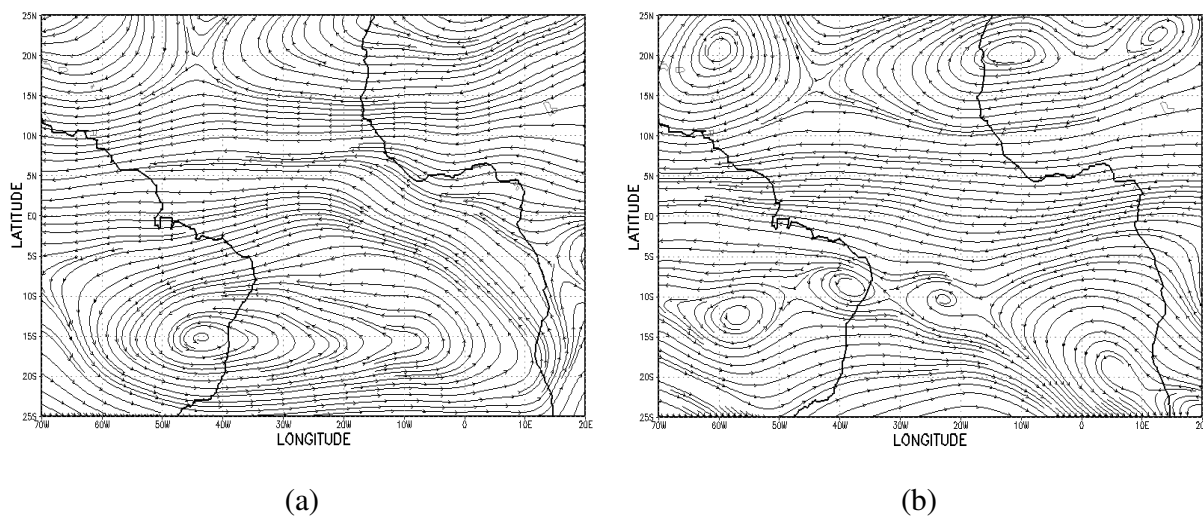 25N
20N
15N
10N
5N
EQ
5S
10S
15S
20S
25S
LATITUDE
70W 60W 50W 40W 30W 20W 10W 0 10E 20E
LONGITUDE
(a)
25N
20N
15N
10N
5N
EQ
5S
10S
15S
20S
25S
LATITUDE
70W 60W 50W 40W 30W 20W 10W 0 10E 20E
LONGITUDE
(b)